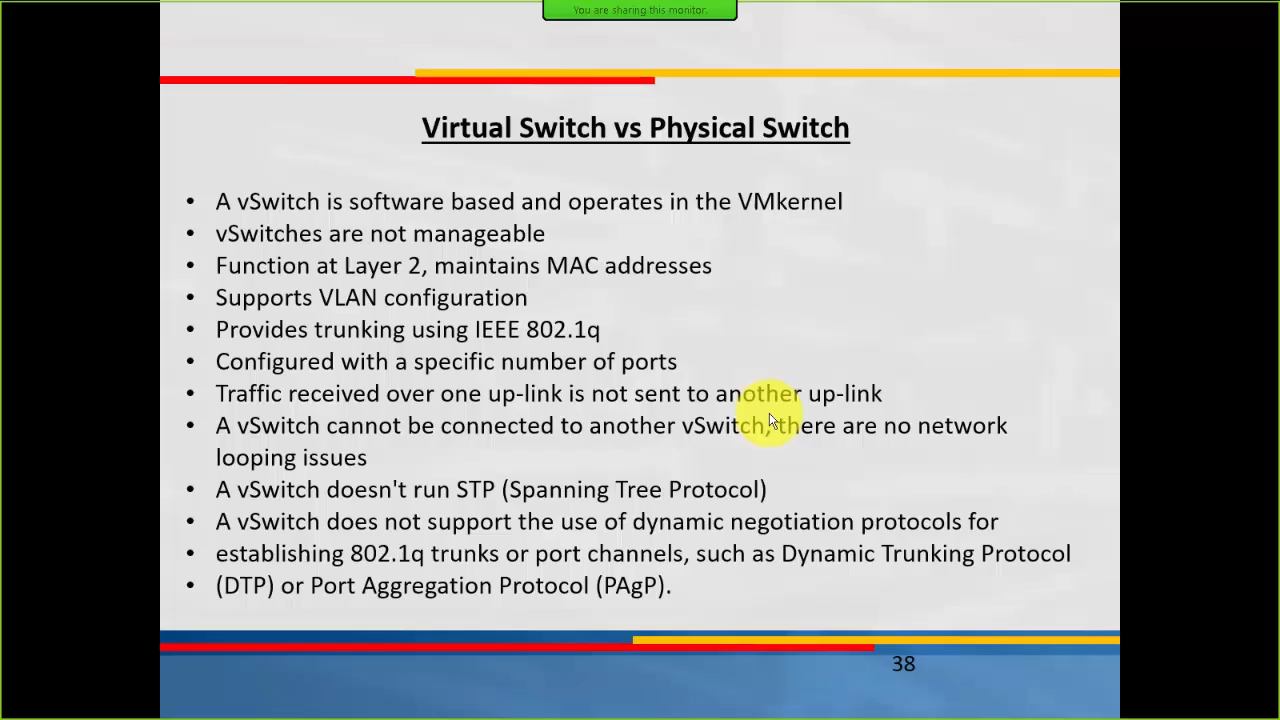 You are sharing this monitor.
Virtual Switch vs Physical Switch
• A vSwitch is software based and operates in the VMkernel
• vSwitches are not manageable
• Function at Layer 2, maintains MAC addresses
• Supports VLAN configuration
• Provides trunking using IEEE 802.1q
• Configured with a specific number of ports
• Traffic received over one up-link is not sent to another up-link
• A vSwitch cannot be connected to another vSwitch, there are no network
looping issues
• A vSwitch doesn't run STP (Spanning Tree Protocol)
• A vSwitch does not support the use of dynamic negotiation protocols for
• establishing 802.1q trunks or port channels, such as Dynamic Trunking Protocol
• (DTP) or Port Aggregation Protocol (PAgP).
38